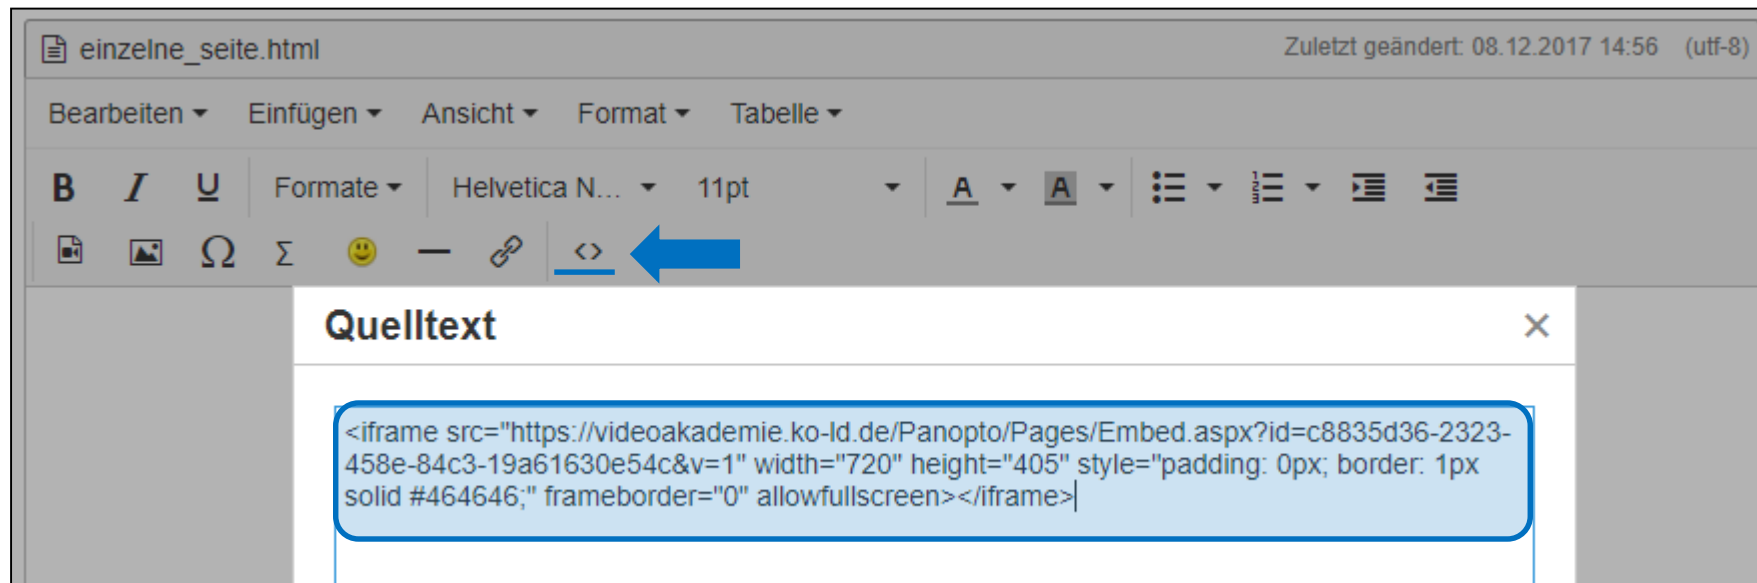 einzelne_seite.html Zuletzt geändert: 08.12.2017 14:56 (utf-8)
Bearbeiten Einfügen Ansicht Format Tabelle
B I U Formate Helvetica N... 11pt A A
Ω Σ — <>
Quelltext ×
<iframe src="https://videoakademie.ko-ld.de/Panopto/Pages/Embed.aspx?id=c8835d36-2323-
458e-84c3-19a61630e54c&v=1" width="720" height="405" style="padding: 0px; border: 1px
solid #464646;" frameborder="0" allowfullscreen></iframe>